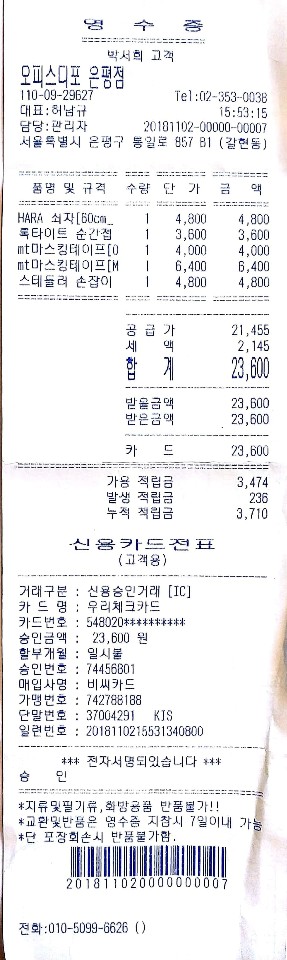 영 수 증
박서희 고객
오피스디포 은평점
110-09-29627 Tel:02-353-0038
대표:허남규 15:53:15
담당:관리자 20181102-00000-00007
서울특별시 은평구 통일로 857 B1 (갈현동)
품명 및 규격 수량 단 가 금 액
HARA 쇠자[60cm_ 1 4,800 4,800
록타이트 순간접 1 3,600 3,600
mt마스킹테이프[0 1 4,000 4,000
mt마스킹테이프[M 1 6,400 6,400
스테들러 손잡이 1 4,800 4,800
공 급 가 21,455
세 액 2,145
합 계 23,600
받을금액 23,600
받은금액 23,600
카 드 23,600
가용 적립금 3,474
발생 적립금 236
누적 적립금 3,710
신용카드전표
(고객용)
거래구분 : 신용승인거래 [IC]
카 드 명 : 우리체크카드
카드번호 : 548020**********
승인금액 : 23,600 원
할부개월 : 일시불
승인번호 : 74456801
매입사명 : 비씨카드
가맹번호 : 742788188
단말번호 : 37004291 KIS
일련번호 : 2018110215531340800
*** 전자서명되있습니다 ***
승 인
*지유및필기유,화방용품 반품불가!!
*교환및반품은 영수증 지참시 7일이내 가능
*단 포장훼손시 반품불가함.
201811020000000007
전화:010-5099-6626 ()